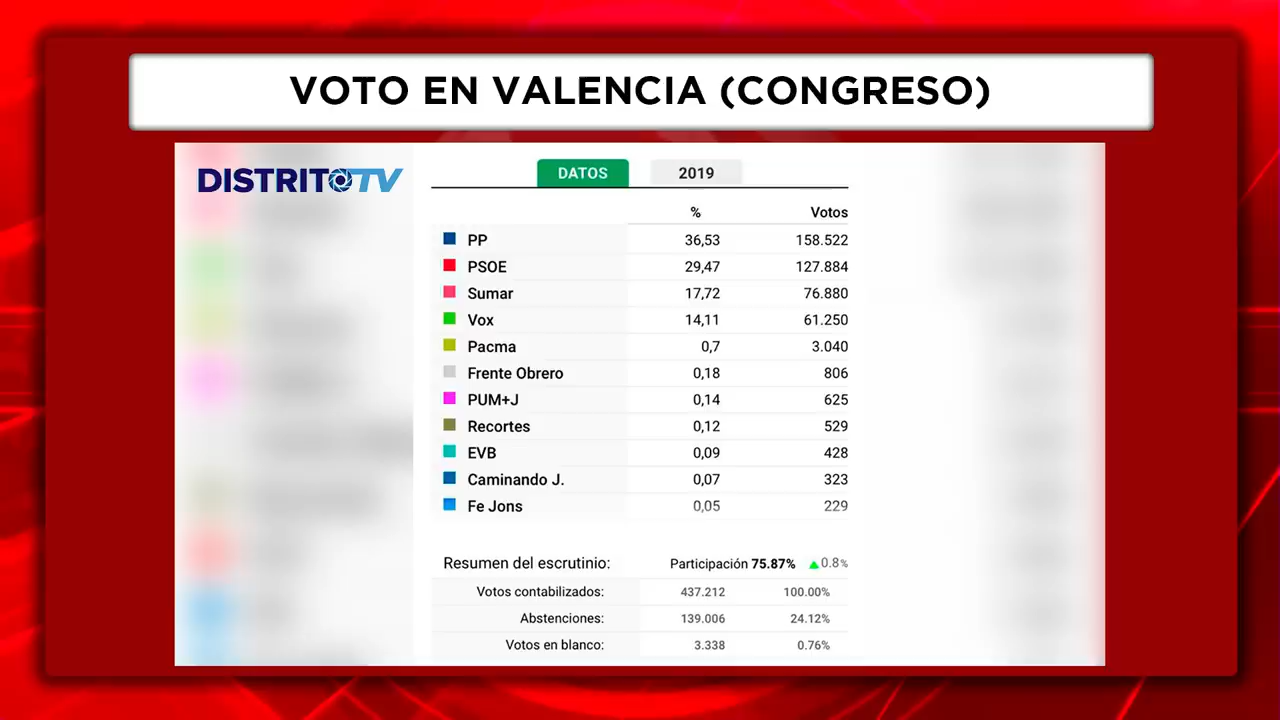 VOTO EN VALENCIA (CONGRESO)
DISTRITOTV
DATOS 2019
% Votos
PP 36,53 158.522
PSOE 29,47 127.884
Sumar 17,72 76.880
Vox 14,11 61.250
Pacma 0,7 3.040
Frente Obrero 0,18 806
PUM+J 0,14 625
Recortes 0,12 529
EVB 0,09 428
Caminando J. 0,07 323
Fe Jons 0,05 229
Resumen del escrutinio: Participación 75.87% ▲0.8%
Votos contabilizados: 437.212 100.00%
Abstenciones: 139.006 24.12%
Votos en blanco: 3.338 0.76%